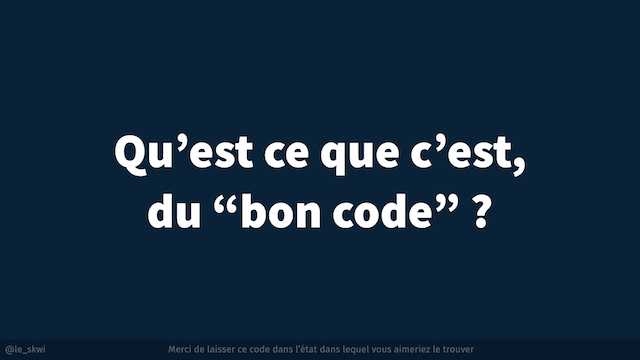 Qu’est ce que c’est,
du “bon code” ?
@le_skwi
Merci de laisser ce code dans l’état dans lequel vous aimeriez le trouver